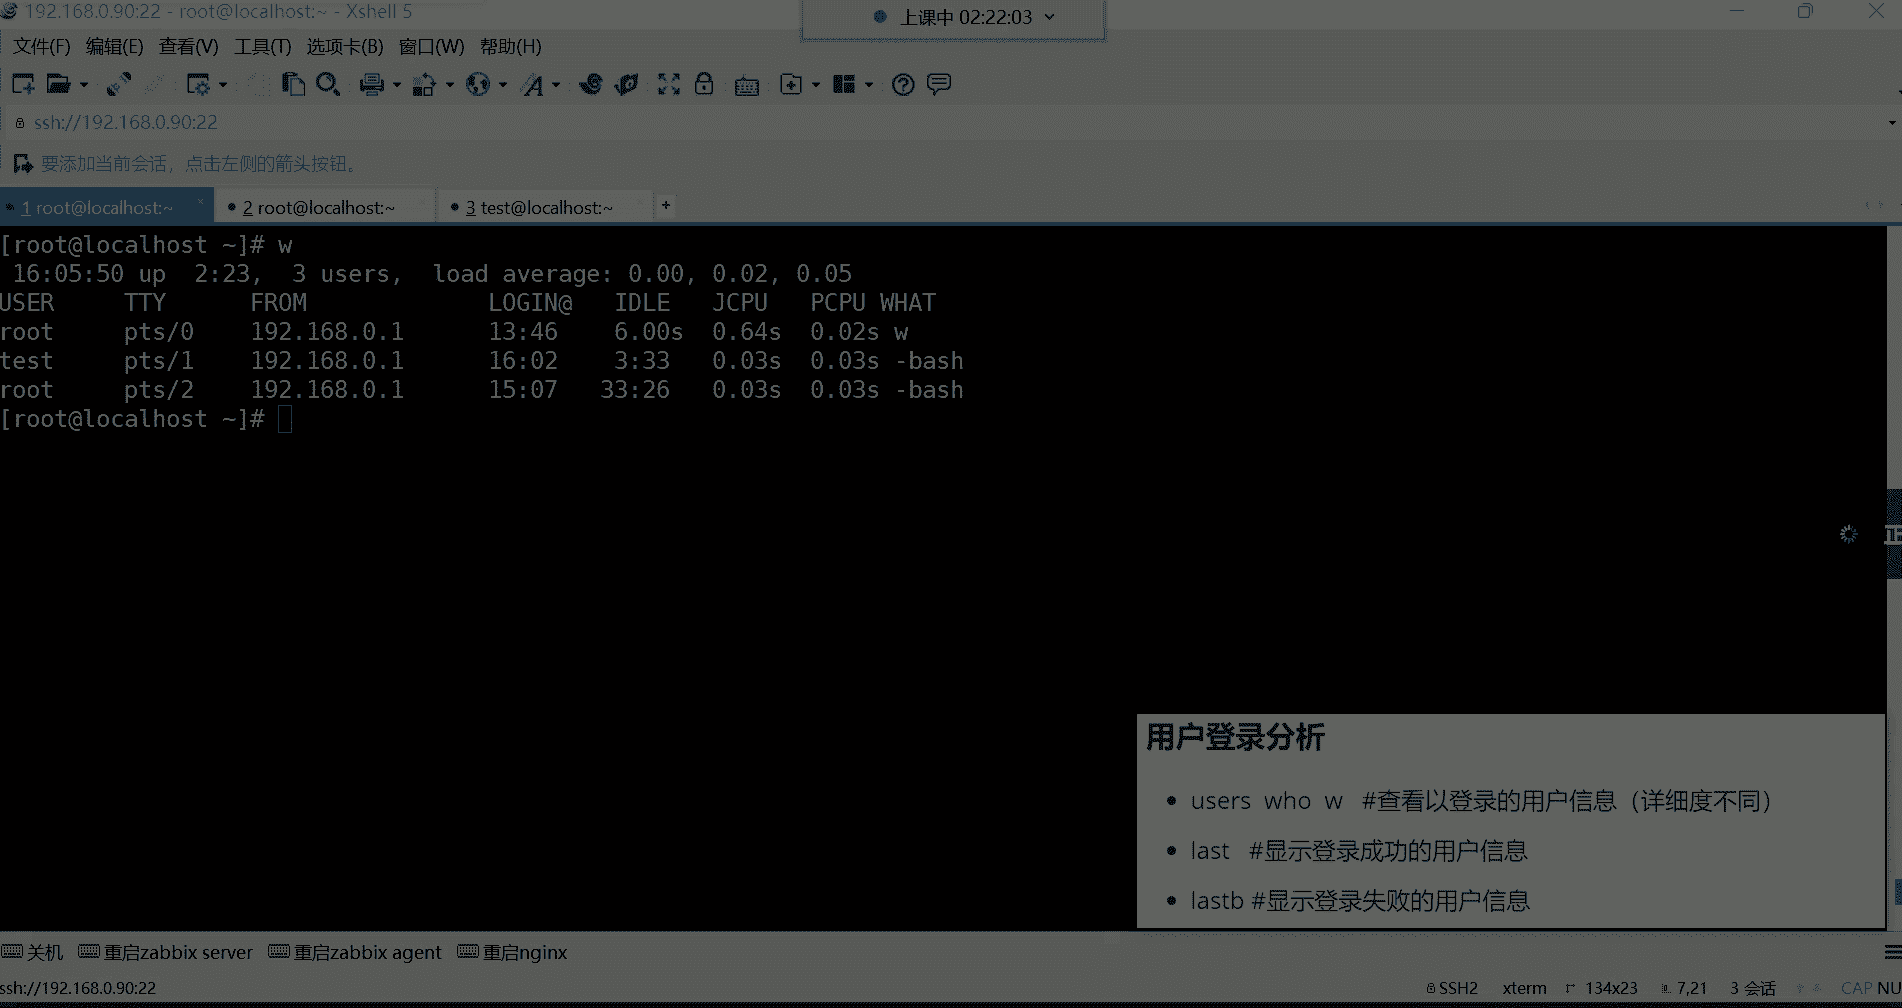 192.168.0.90:22 - root@localhost:~ - Xshell 5
上课中 02:22:03
文件(F) 编辑(E) 查看(V) 工具(T) 选项卡(B) 窗口(W) 帮助(H)
ssh://192.168.0.90:22
要添加当前会话，点击左侧的箭头按钮。
1 root@localhost:~ 2 root@localhost:~ 3 test@localhost:~ +
[root@localhost ~]# w
16:05:50 up 2:23, 3 users, load average: 0.00, 0.02, 0.05
USER TTY FROM LOGIN@ IDLE JCPU PCPU WHAT
root pts/0 192.168.0.1 13:46 6.00s 0.64s 0.02s w
test pts/1 192.168.0.1 16:02 3:33 0.03s 0.03s -bash
root pts/2 192.168.0.1 15:07 33:26 0.03s 0.03s -bash
[root@localhost ~]#
用户登录分析
• users who w #查看以登录的用户信息（详细度不同）
• last #显示登录成功的用户信息
• lastb #显示登录失败的用户信息
关机 重启zabbix server 重启zabbix agent 重启nginx
ssh://192.168.0.90:22 SSH2 xterm 134x23 7,21 3 会话 CAP NU